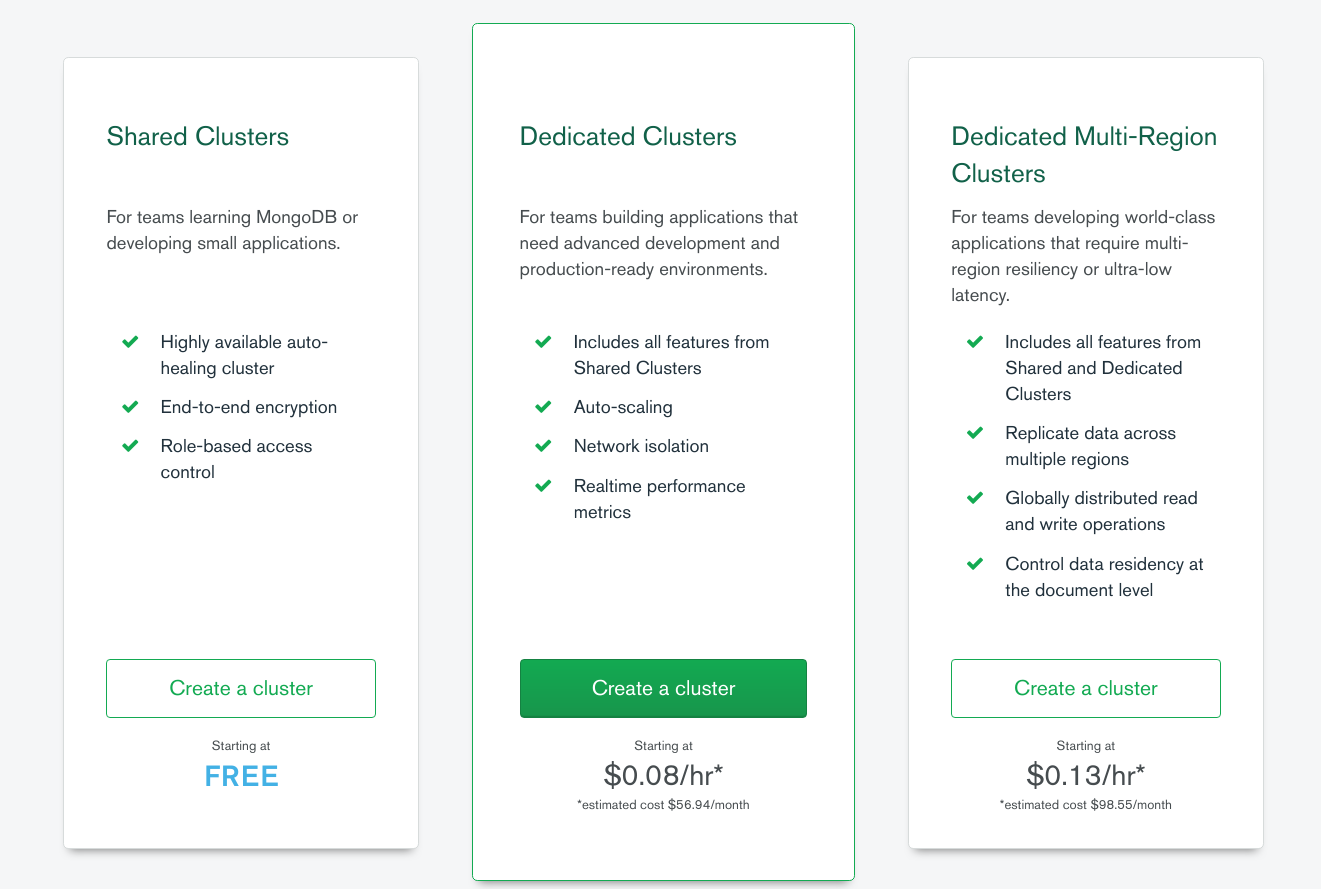 Shared Clusters
For teams learning MongoDB or
developing small applications.
Highly available auto-
healing cluster
End-to-end encryption
Role-based access
control
Create a cluster
Starting at
FREE
Dedicated Clusters
For teams building applications that
need advanced development and
production-ready environments.
Includes all features from
Shared Clusters
Auto-scaling
Network isolation
Realtime performance
metrics
Create a cluster
Starting at
$0.08/hr*
*estimated cost $56.94/month
Dedicated Multi-Region
Clusters
For teams developing world-class
applications that require multi-
region resiliency or ultra-low
latency.
Includes all features from
Shared and Dedicated
Clusters
Replicate data across
multiple regions
Globally distributed read
and write operations
Control data residency at
the document level
Create a cluster
Starting at
$0.13/hr*
*estimated cost $98.55/month